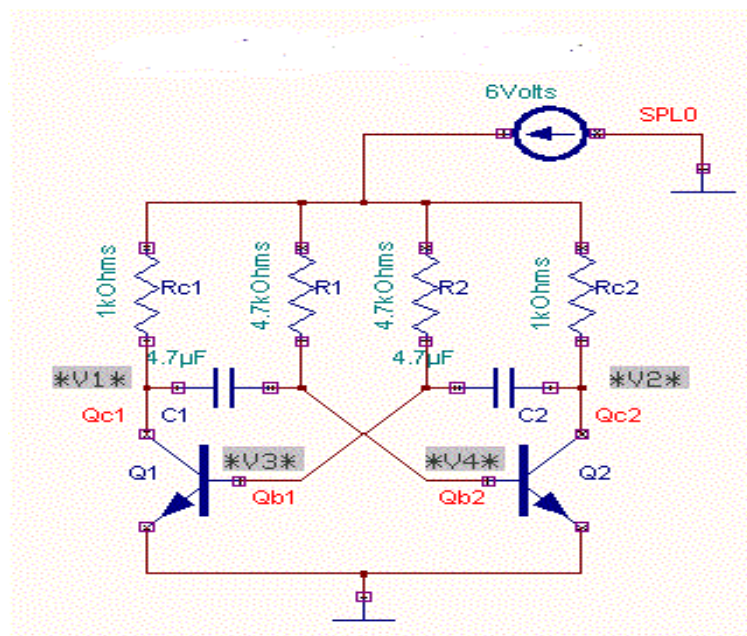 6Volts
SPL0
1kOhms
Rc1
4.7kOhms
R1
4.7kOhms
R2
1kOhms
Rc2
4.7µF
4.7µF
*V1*
*V2*
Qc1
C1
C2
Qc2
*V3*
*V4*
Q1
Qb1
Qb2
Q2